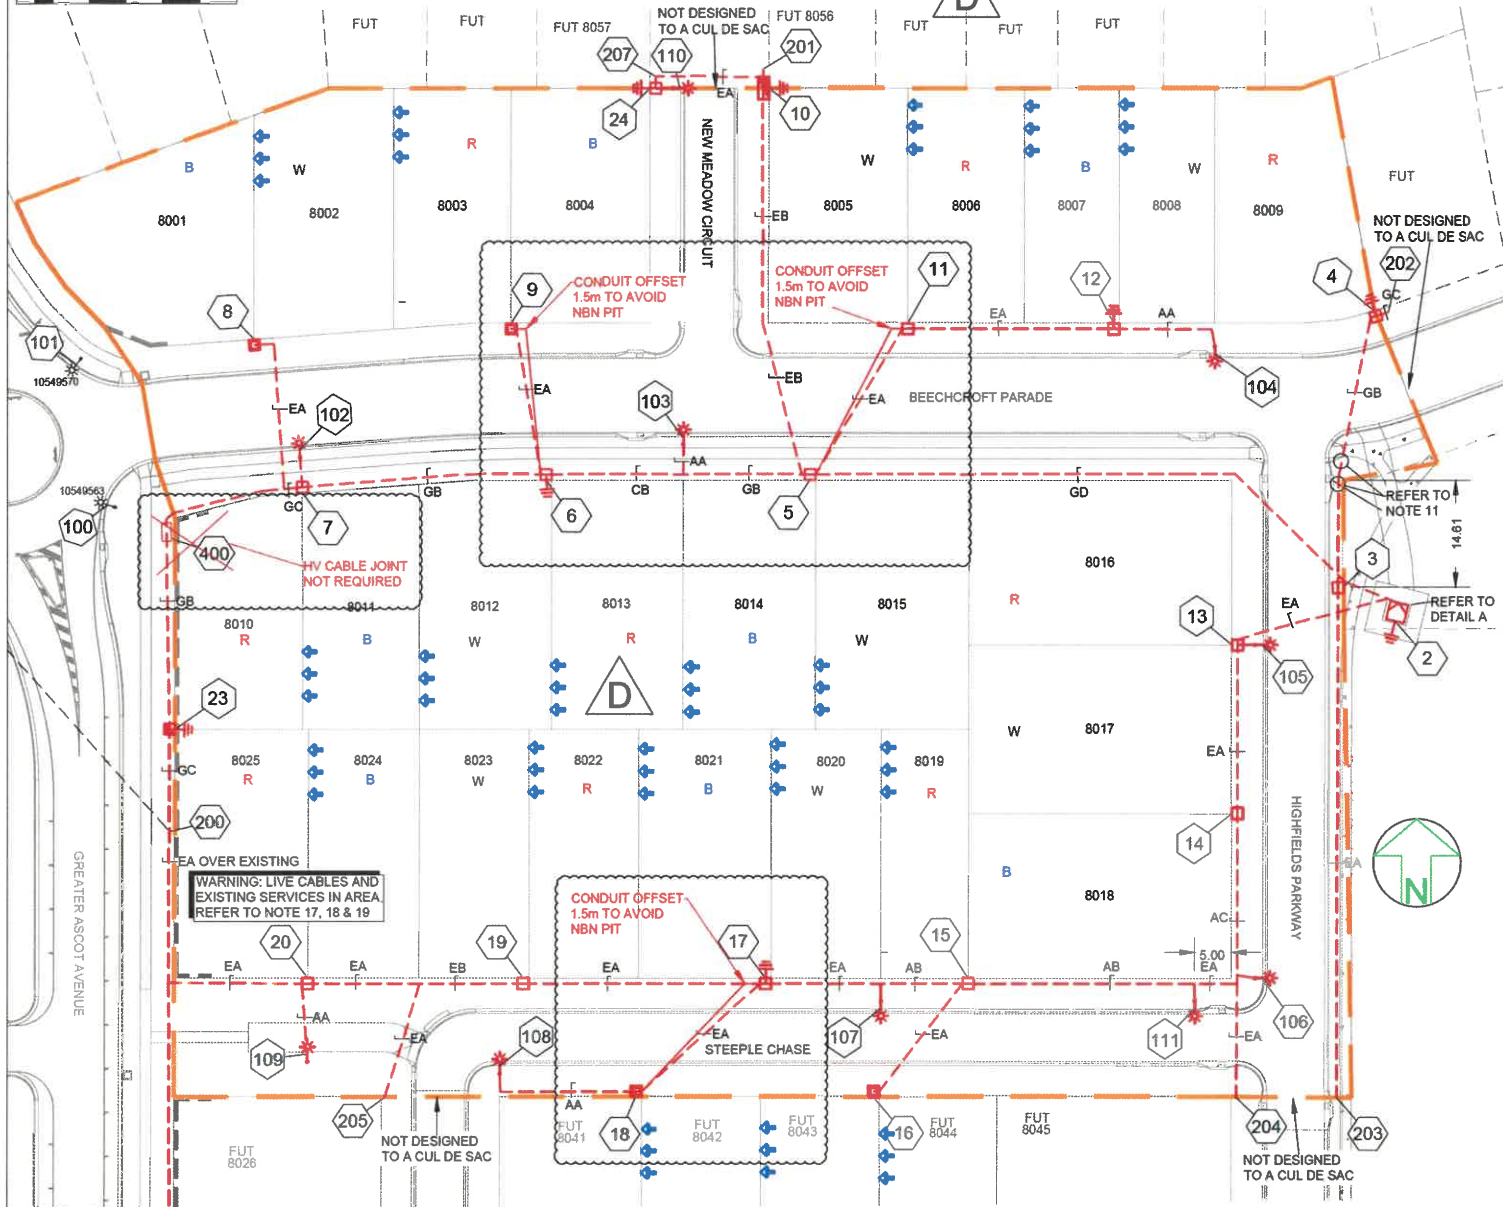 NOT DESIGNED
TO A CUL DE SAC
D
FUT
FUT
FUT 8057
FUT 8056
FUT
FUT
FUT
207
110
201
EA
24
10
NEW MEADOW CIRCUIT
B
W
R
B
W
R
B
W
R
FUT
8001
8002
8003
8004
8005
8006
8007
8008
8009
NOT DESIGNED
TO A CUL DE SAC
EB
CONDUIT OFFSET
1.5m TO AVOID
NBN PIT
CONDUIT OFFSET
1.5m TO AVOID
NBN PIT
8
9
11
12
4
202
GC
EA
AA
101
10549570
EA
102
EA
103
EB
EA
BEECHCROFT PARADE
104
GB
AA
10549563
100
GC
7
GB
6
CB
GB
5
GD
REFER TO
NOTE 11
14.61
400
HV CABLE JOINT
NOT REQUIRED
GB
8016
3
REFER TO
DETAIL A
8010
8011
8012
8013
8014
8015
R
EA
13
2
R
B
W
R
B
W
D
105
23
8017
W
EA
8025
8024
8023
8022
8021
8020
8019
GC
R
B
W
R
B
W
R
200
14
HIGHFIELDS PARKWAY
EA
N
GREATER ASCOT AVENUE
EA OVER EXISTING
WARNING: LIVE CABLES AND
EXISTING SERVICES IN AREA.
REFER TO NOTE 17, 18 & 19
B
8018
CONDUIT OFFSET
1.5m TO AVOID
NBN PIT
AC
20
19
17
15
5.00
EA
EA
EB
EA
EA
AB
AB
EA
AA
EA
108
EA
STEEPLE CHASE
107
EA
111
EA
106
109
AA
205
NOT DESIGNED
TO A CUL DE SAC
18
FUT
8041
FUT
8042
FUT
8043
16
FUT
8044
FUT
8045
204
203
FUT
8026
NOT DESIGNED
TO A CUL DE SAC